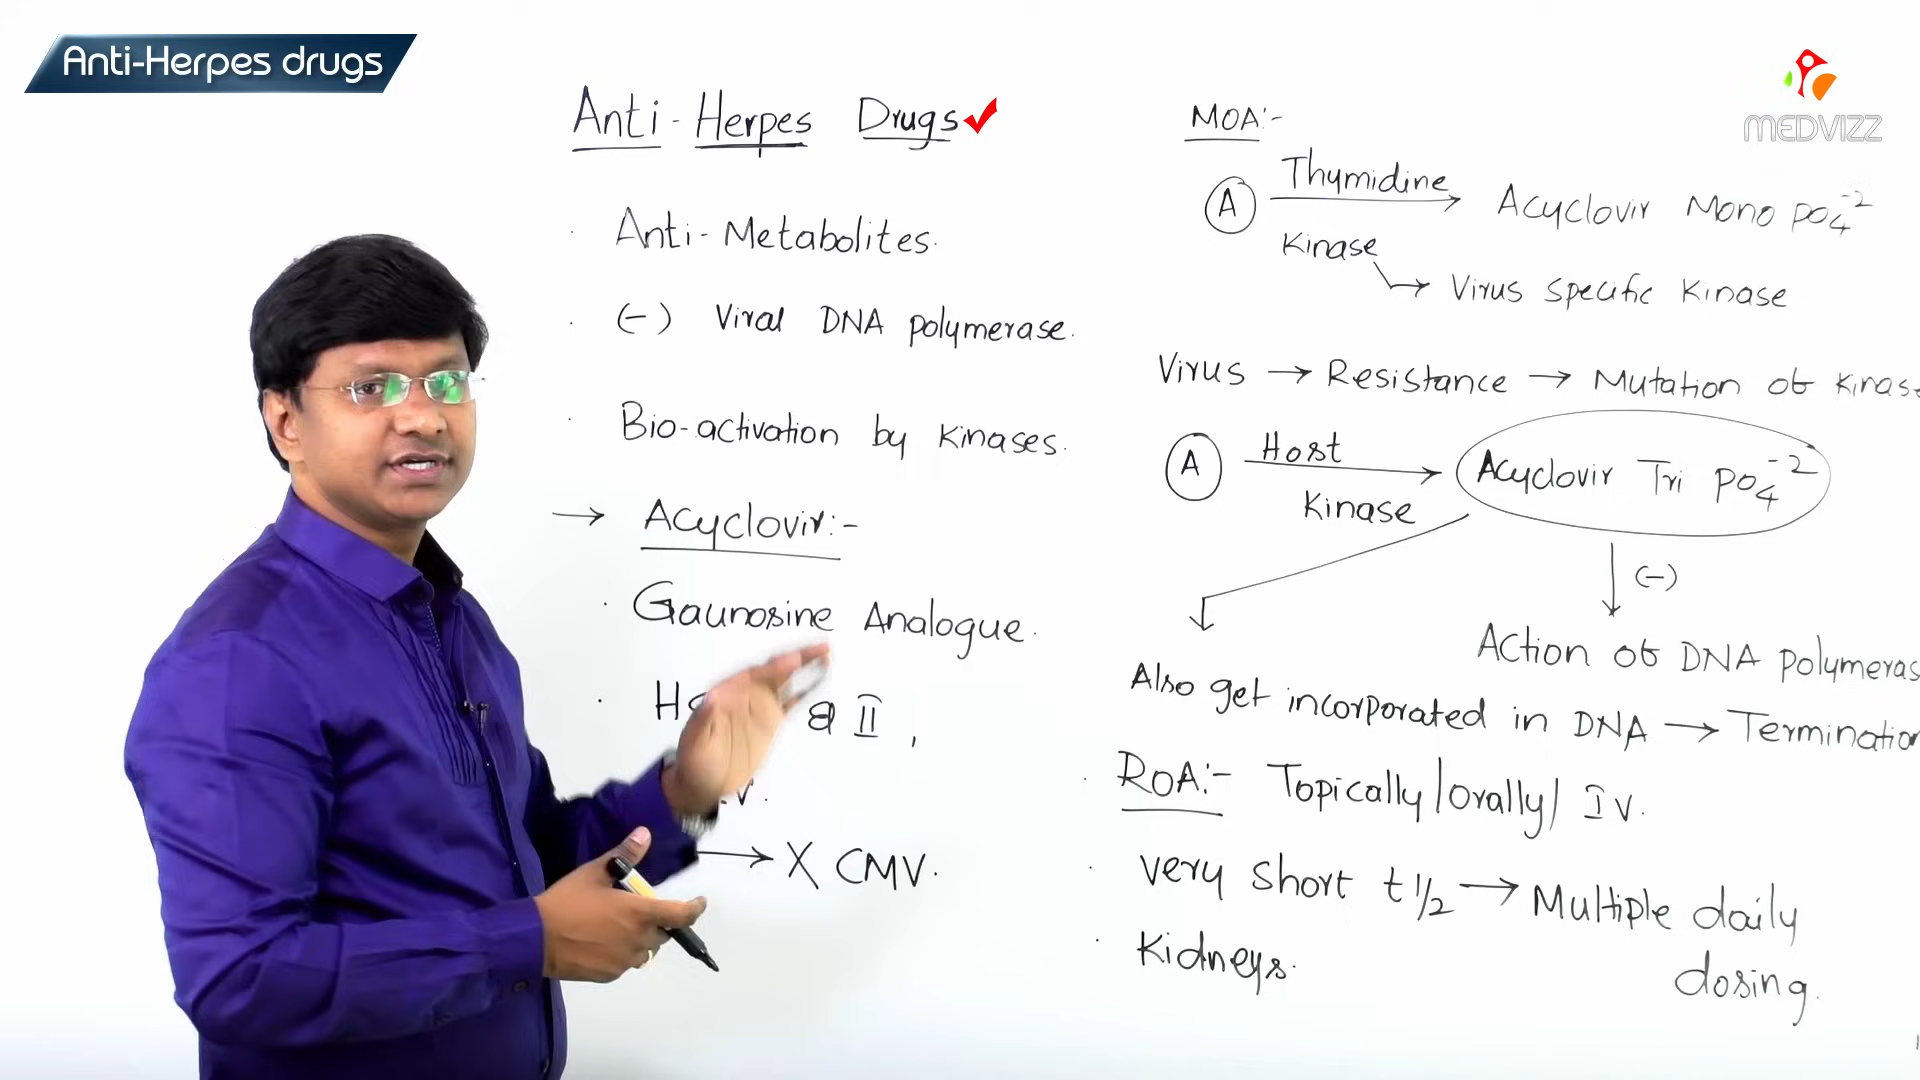 Anti-Herpes drugs
MEDVIZZ
Anti-Herpes Drugs
· Anti-Metabolites.
· (-) Viral DNA polymerase.
· Bio-activation by kinases.
→ Acyclovir:-
· Gaunosine Analogue.
II,
→ X CMV.
MOA:-
A Thymidine → Acyclovir Mono PO4-2
Kinase
→ Virus specific kinase
Virus → Resistance → Mutation of
A Host → Acyclovir Tri PO4-2
Kinase
(-)
Action of DNA
Also get incorporated in DNA →
· ROA:- Topically/orally/IV.
· Very short t 1/2 → Multiple daily
dosing.
· Kidneys.